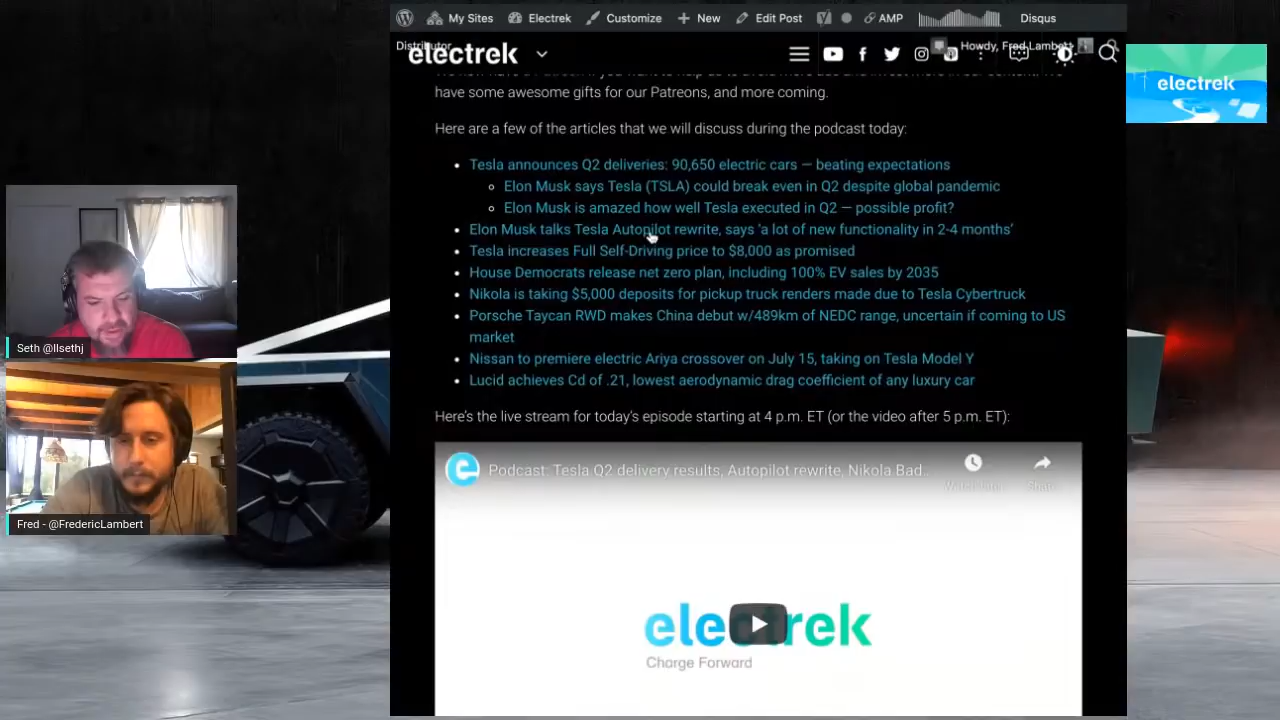 My Sites Electrek Customize New Edit Post AMP Disqus
Distributor
Howdy, Fred Lambert
electrek
electrek
have some awesome gifts for our Patreons, and more coming.
Here are a few of the articles that we will discuss during the podcast today:
Tesla announces Q2 deliveries: 90,650 electric cars — beating expectations
Elon Musk says Tesla (TSLA) could break even in Q2 despite global pandemic
Elon Musk is amazed how well Tesla executed in Q2 — possible profit?
Elon Musk talks Tesla Autopilot rewrite, says 'a lot of new functionality in 2-4 months'
Tesla increases Full Self-Driving price to $8,000 as promised
House Democrats release net zero plan, including 100% EV sales by 2035
Nikola is taking $5,000 deposits for pickup truck renders made due to Tesla Cybertruck
Porsche Taycan RWD makes China debut w/489km of NEDC range, uncertain if coming to US
market
Nissan to premiere electric Ariya crossover on July 15, taking on Tesla Model Y
Lucid achieves Cd of .21, lowest aerodynamic drag coefficient of any luxury car
Here's the live stream for today's episode starting at 4 p.m. ET (or the video after 5 p.m. ET):
Podcast: Tesla Q2 delivery results, Autopilot rewrite, Nikola Bad...
Watch later Share
electrek
Charge Forward
Seth @llsethj
Fred - @FredericLambert